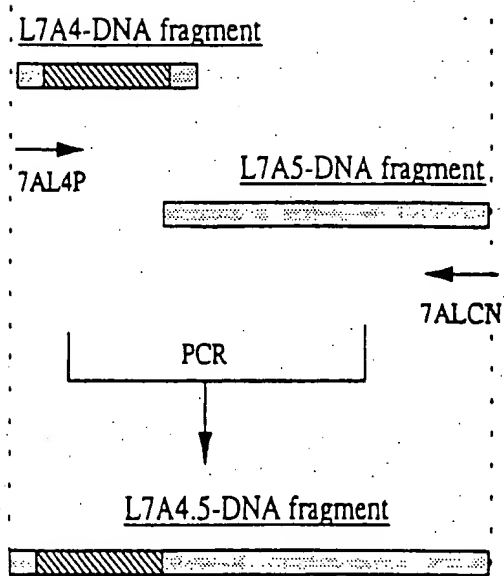 L7A4-DNA fragment
7AL4P
L7A5-DNA fragment
7ALCN
PCR
L7A4.5-DNA fragment